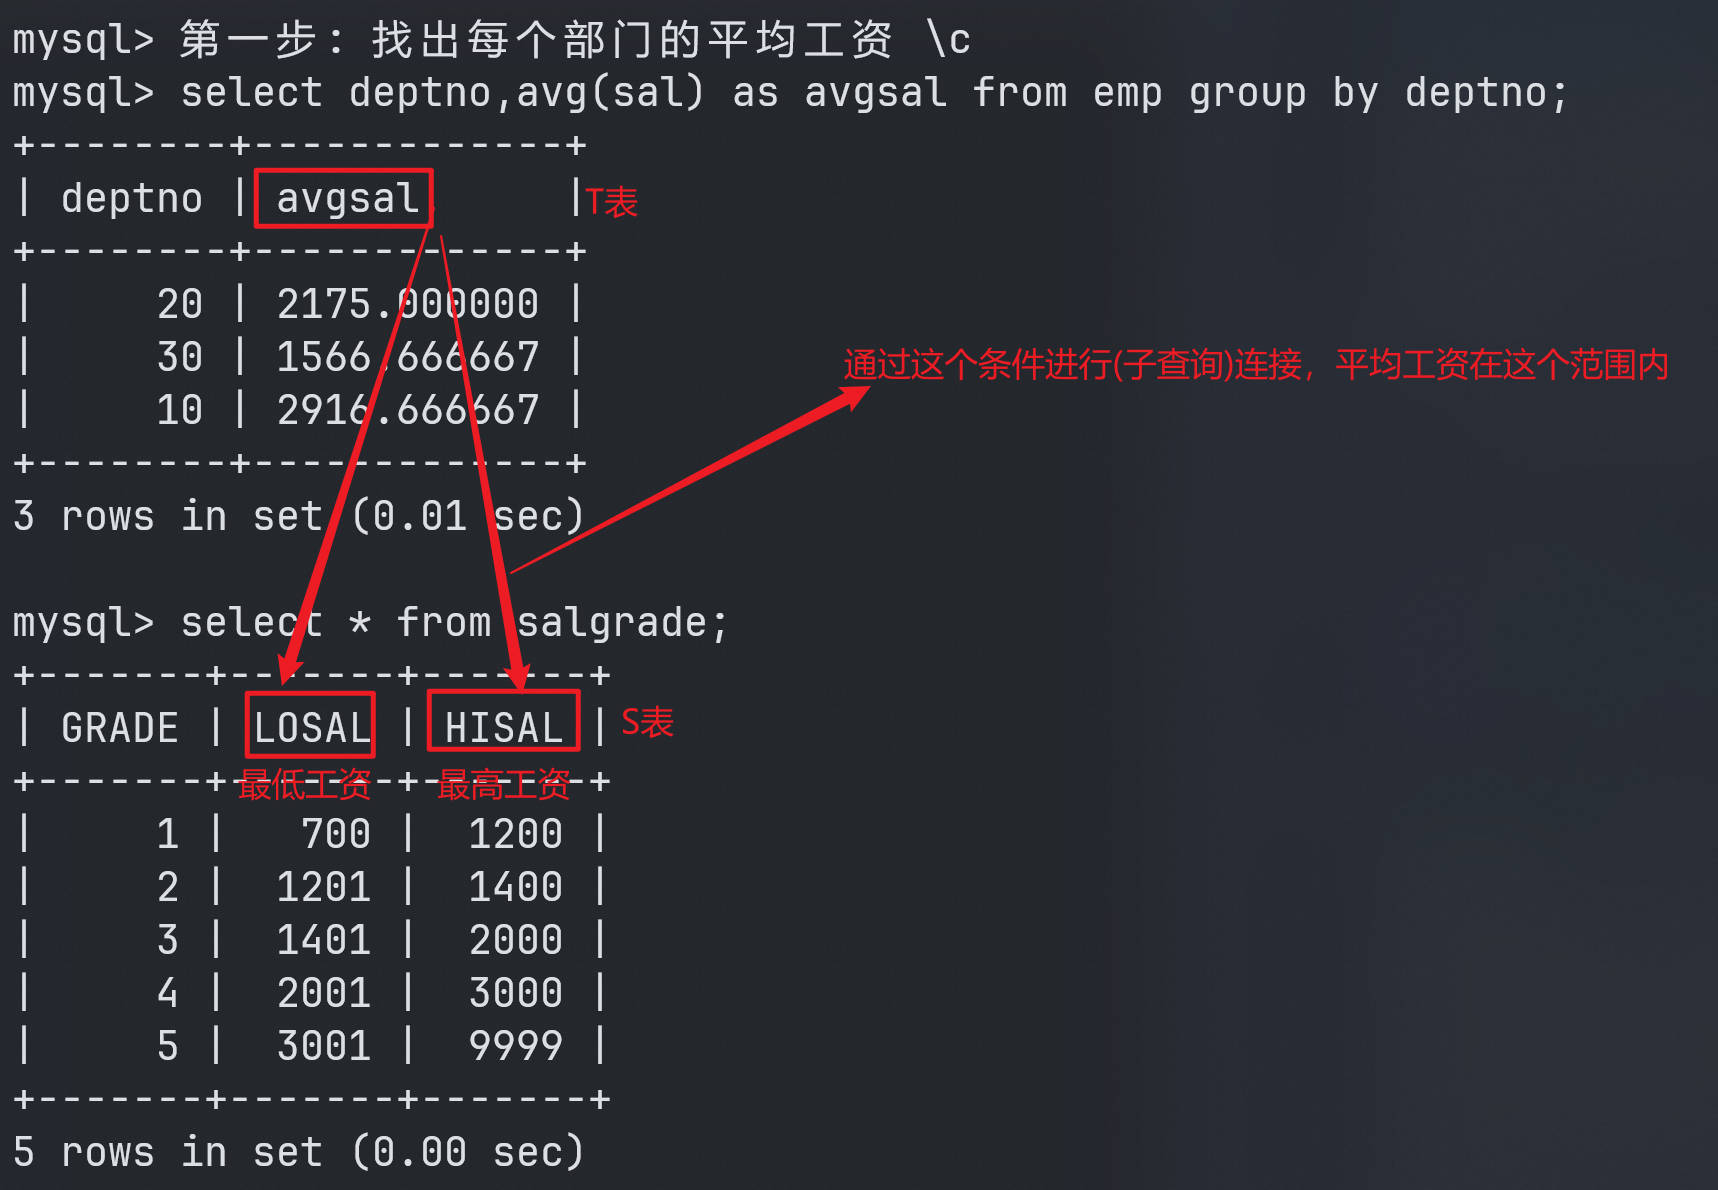 mysql> 第一步：找出每个部门的平均工资 \c
mysql> select deptno,avg(sal) as avgsal from emp group by deptno;
+--------+-------------+
| deptno | avgsal      | T表
+--------+-------------+
|     20 | 2175.000000 |
|     30 | 1566.666667 |
通过这个条件进行(子查询)连接，平均工资在这个范围内
|     10 | 2916.666667 |
+--------+-------------+
3 rows in set (0.01 sec)
mysql> select * from salgrade;
+-------+-------+-------+
| GRADE | LOSAL | HISAL | S表
+-------+-------+-------+
最低工资 最高工资
|     1 |   700 |  1200 |
|     2 |  1201 |  1400 |
|     3 |  1401 |  2000 |
|     4 |  2001 |  3000 |
|     5 |  3001 |  9999 |
+-------+-------+-------+
5 rows in set (0.00 sec)